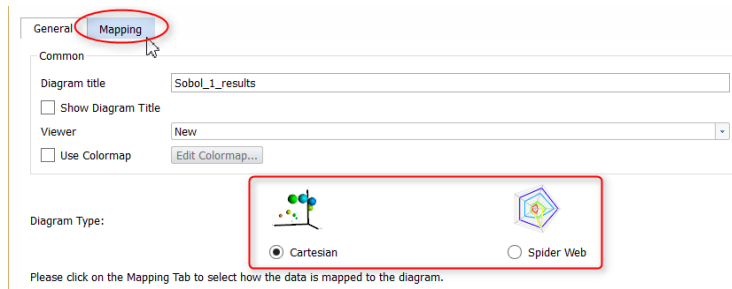 General Mapping
Common
Diagram title Sobol_1_results
Show Diagram Title
Viewer New
Use Colormap Edit Colormap...
Diagram Type:
Cartesian Spider Web
Please click on the Mapping Tab to select how the data is mapped to the diagram.